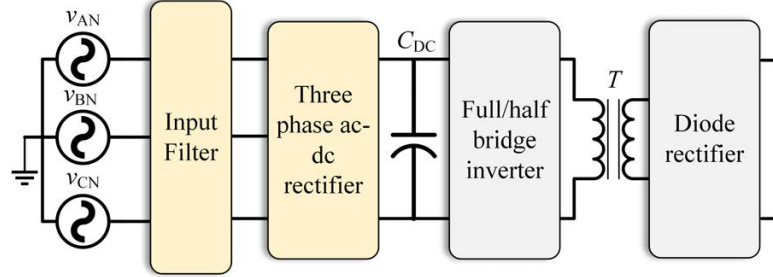 v_AN
v_BN
v_CN
Input
Filter
Three
phase ac-
dc
rectifier
C_DC
Full/half
bridge
inverter
T
Diode
rectifier